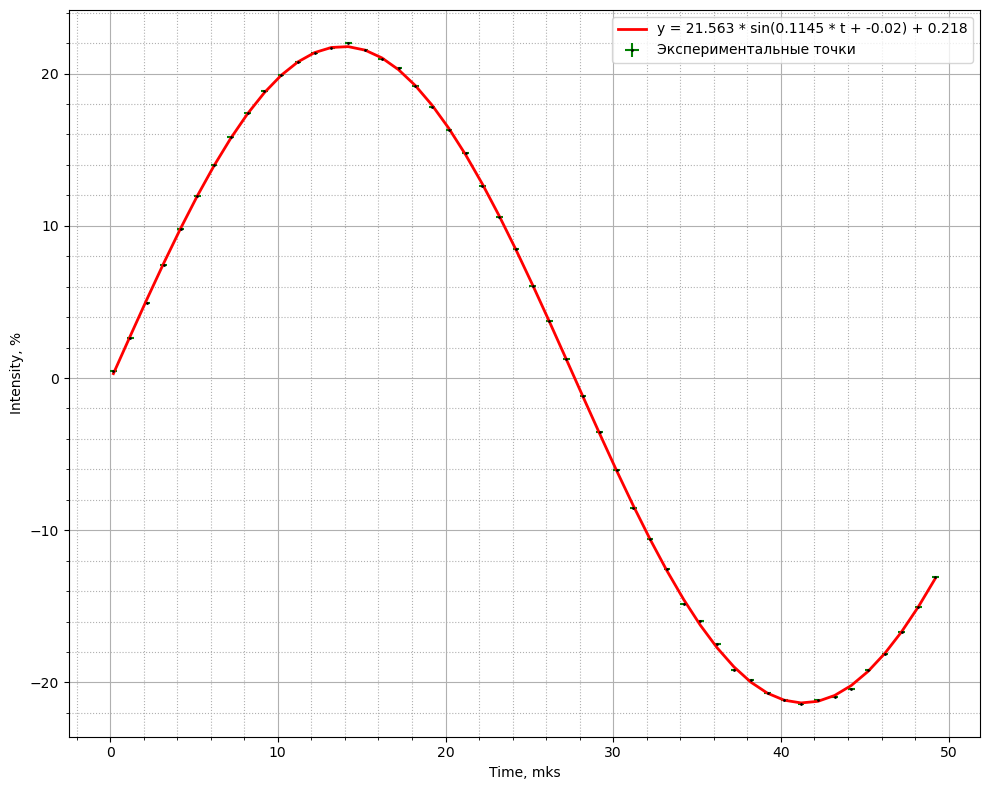 y = 21.563 * sin(0.1145 * t + -0.02) + 0.218
Экспериментальные точки
20
10
0
−10
−20
Intensity, %
0 10 20 30 40 50
Time, mks